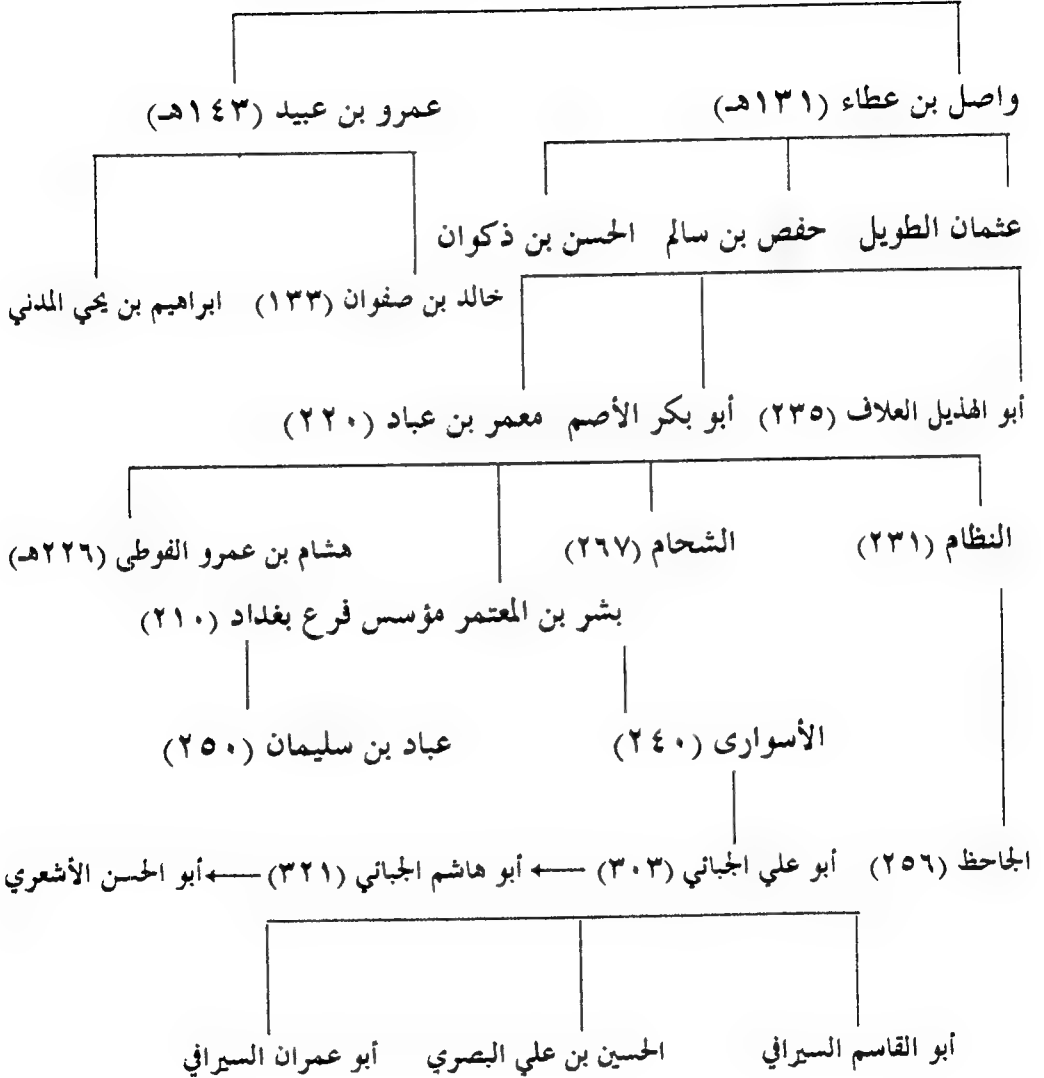 واصل بن عطاء (١٣١هـ) عمرو بن عبيد (١٤٣هـ)
عثمان الطويل حفص بن سالم الحسن بن ذكوان
خالد بن صفوان (١٣٣) ابراهيم بن يحي المدني
أبو الهذيل العلاف (٢٣٥) أبو بكر الأصم معمر بن عباد (٢٢٠)
النظام (٢٣١) الشحام (٢٦٧) هشام بن عمرو الفوطى (٢٢٦هـ)
بشر بن المعتمر مؤسس فرع بغداد (٢١٠)
الأسوارى (٢٤٠) عباد بن سليمان (٢٥٠)
الجاحظ (٢٥٦) أبو علي الجبائي (٣٠٣) ← أبو هاشم الجبائي (٣٢١) ← أبو الحسن الأشعري
أبو القاسم السيرافي الحسين بن علي البصري أبو عمران السيرافي